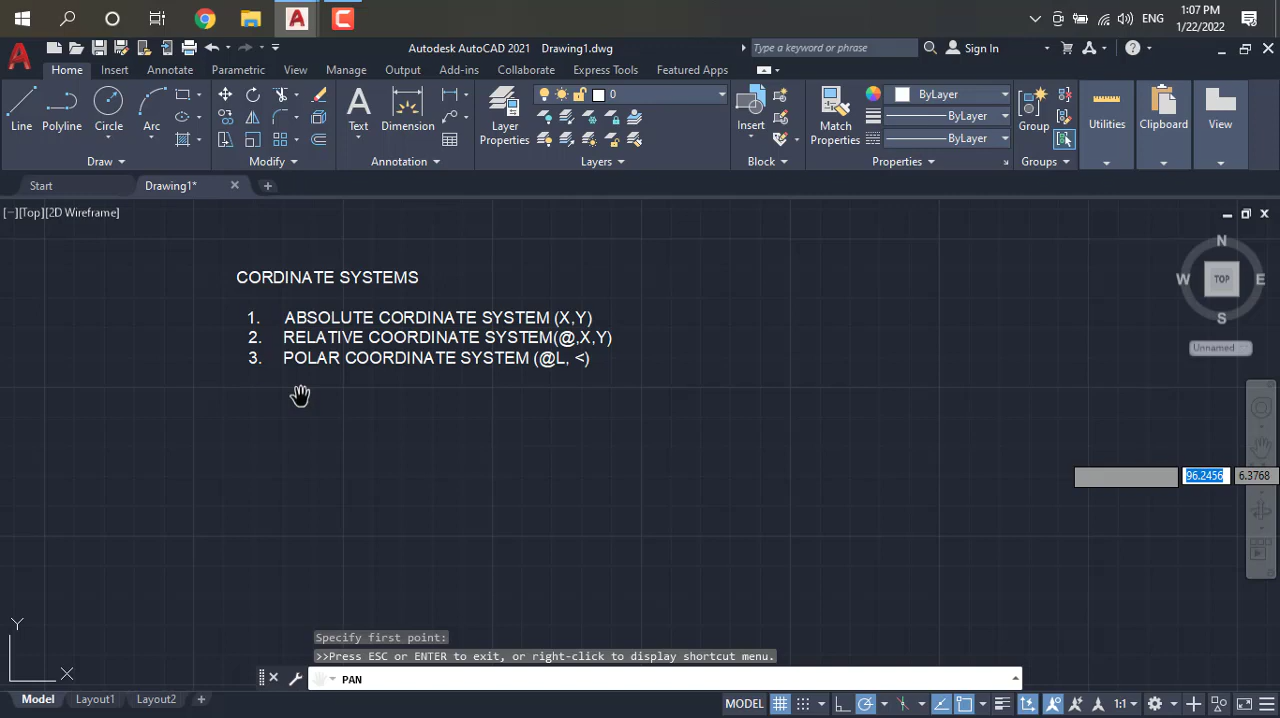 1:07 PM
ENG
1/22/2022
Autodesk AutoCAD 2021 Drawing1.dwg
Type a keyword or phrase
Sign In
Home Insert Annotate Parametric View Manage Output Add-ins Collaborate Express Tools Featured Apps
0
ByLayer
ByLayer
ByLayer
Line Polyline Circle Arc
Text Dimension
Layer Properties
Insert
Match Properties
Group
Utilities Clipboard View
Draw Modify Annotation Layers Block Properties Groups
Start Drawing1*
[−][Top][2D Wireframe]
N
W TOP E
S
Unnamed
CORDINATE SYSTEMS
1. ABSOLUTE CORDINATE SYSTEM (X,Y)
2. RELATIVE COORDINATE SYSTEM(@,X,Y)
3. POLAR COORDINATE SYSTEM (@L, <)
96.2456 6.3768
Y
X
Specify first point:
>>Press ESC or ENTER to exit, or right-click to display shortcut menu.
PAN
Model Layout1 Layout2
MODEL
1:1